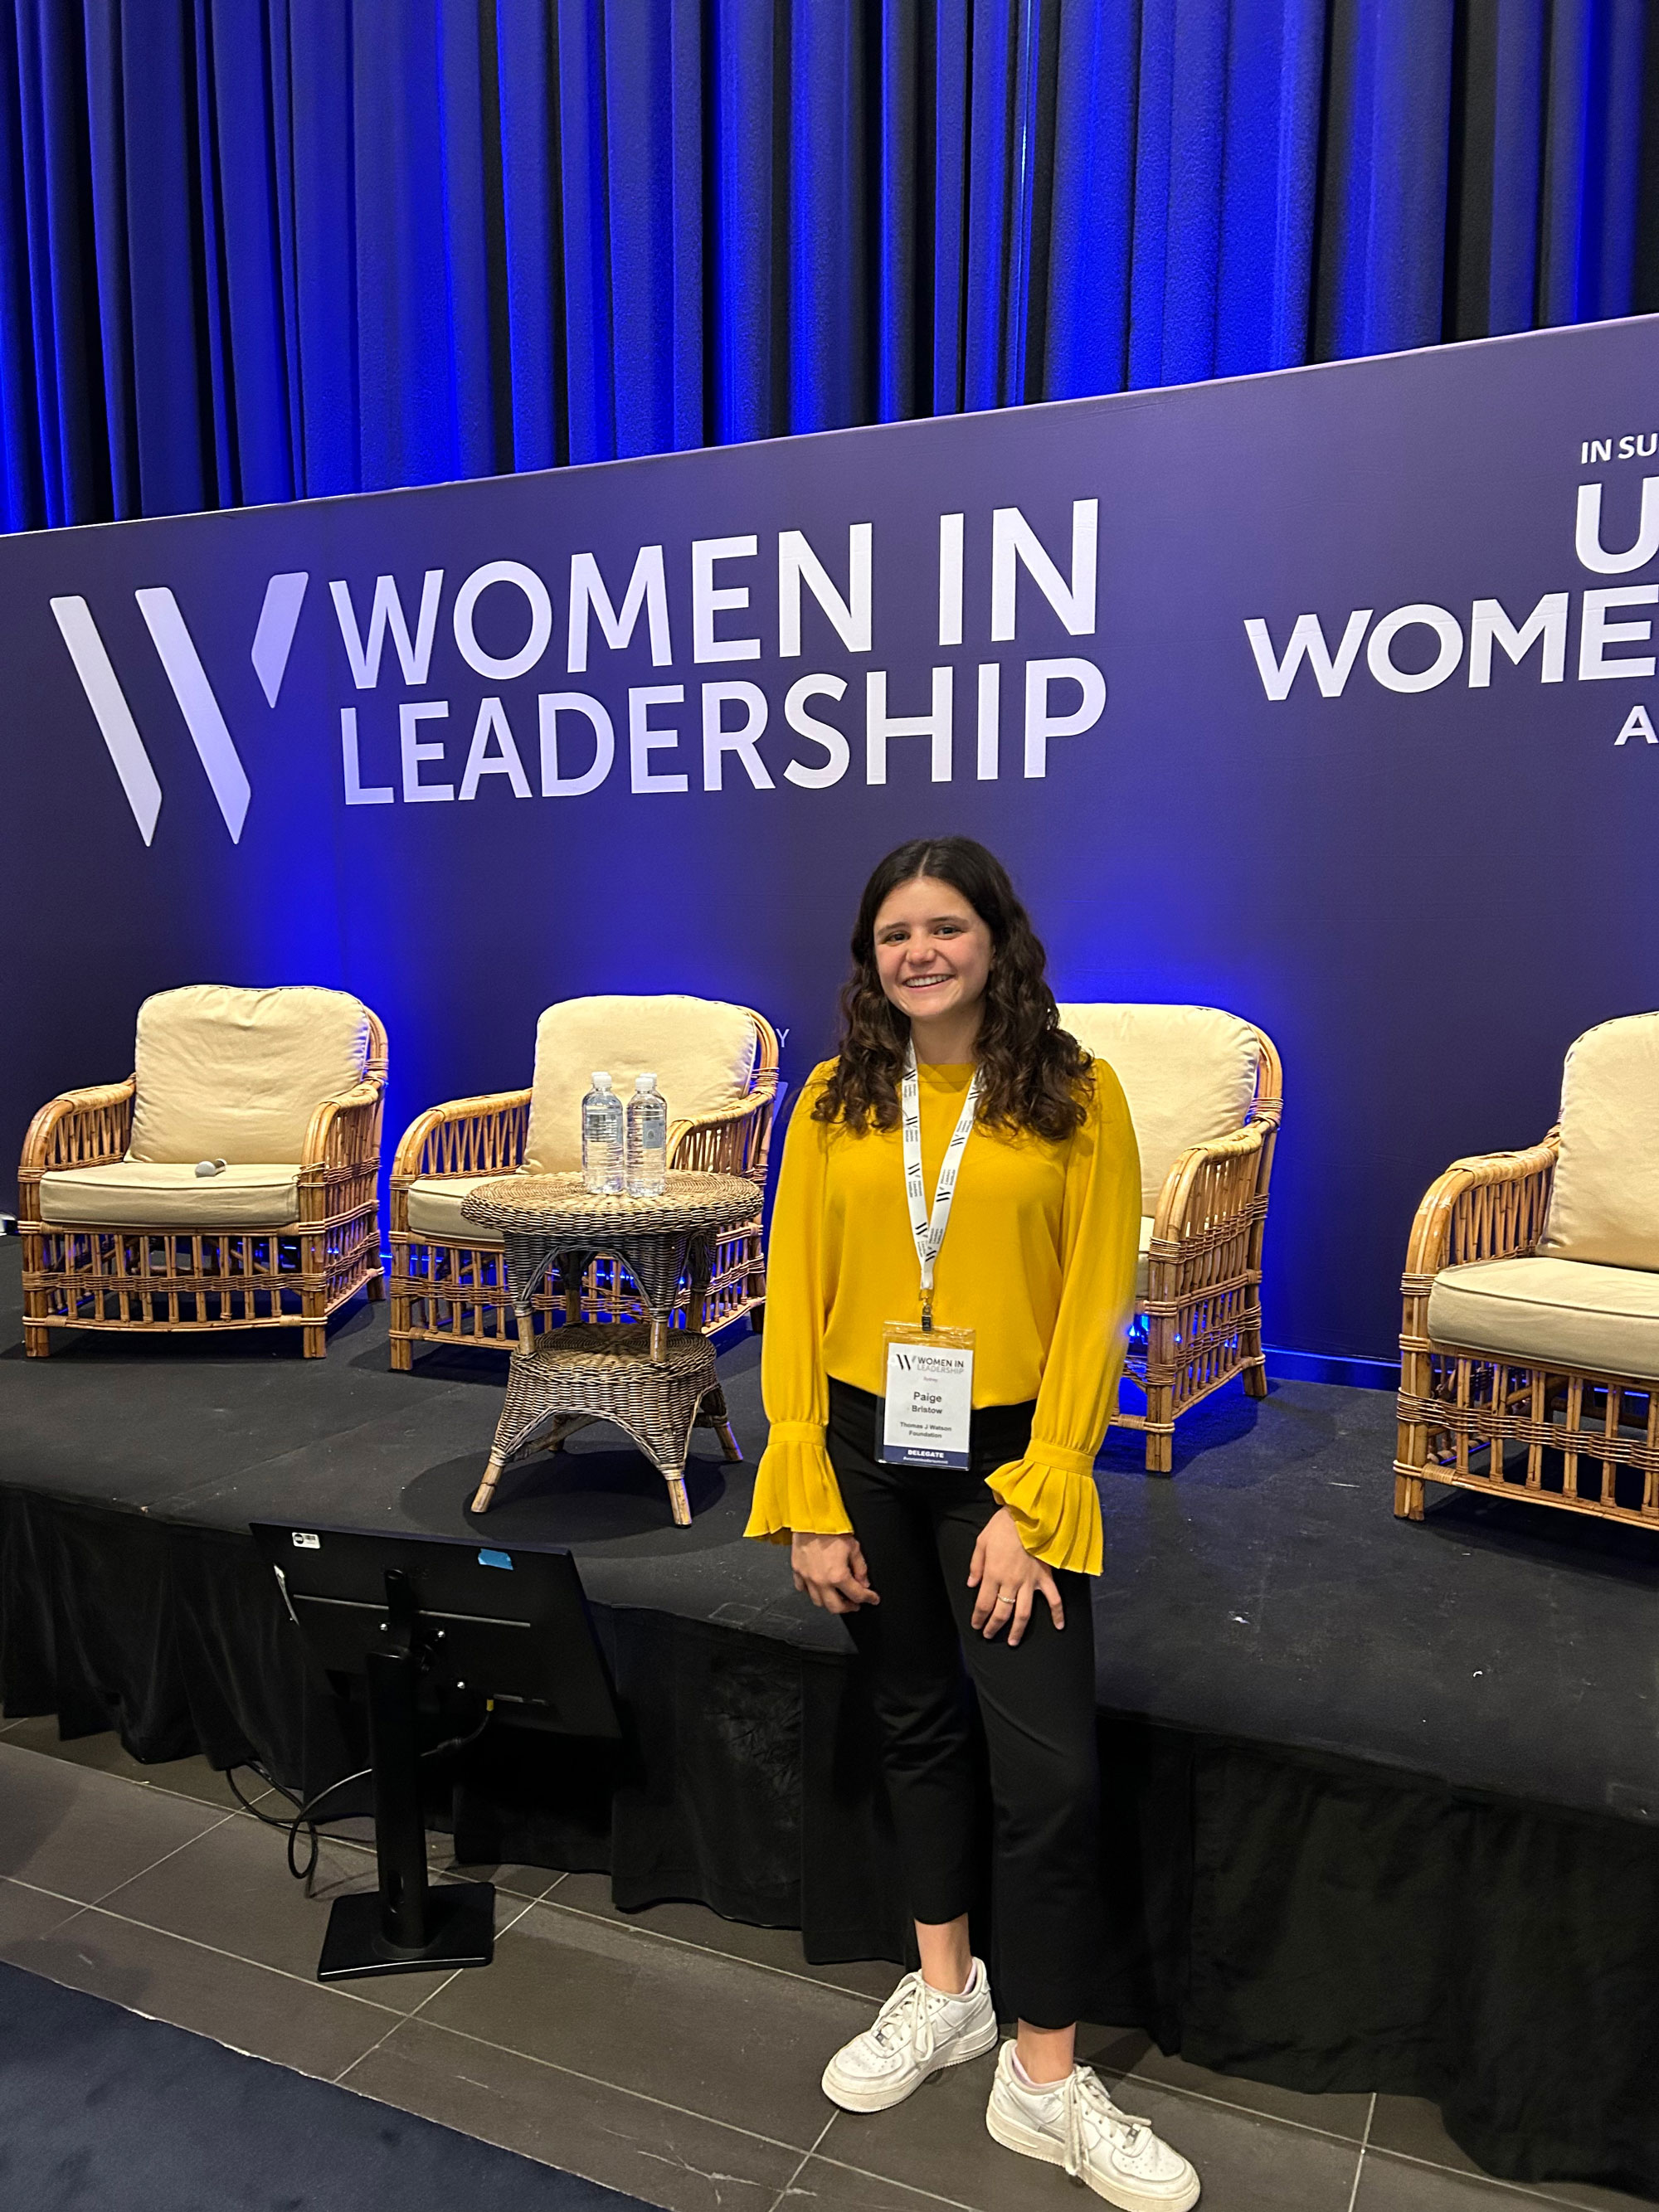 WOMEN IN
LEADERSHIP
IN SU
U
WOME
A
Y
WOMEN IN
LEADERSHIP
Sydney
Paige
Bristow
Thomas J Watson
Foundation
DELEGATE